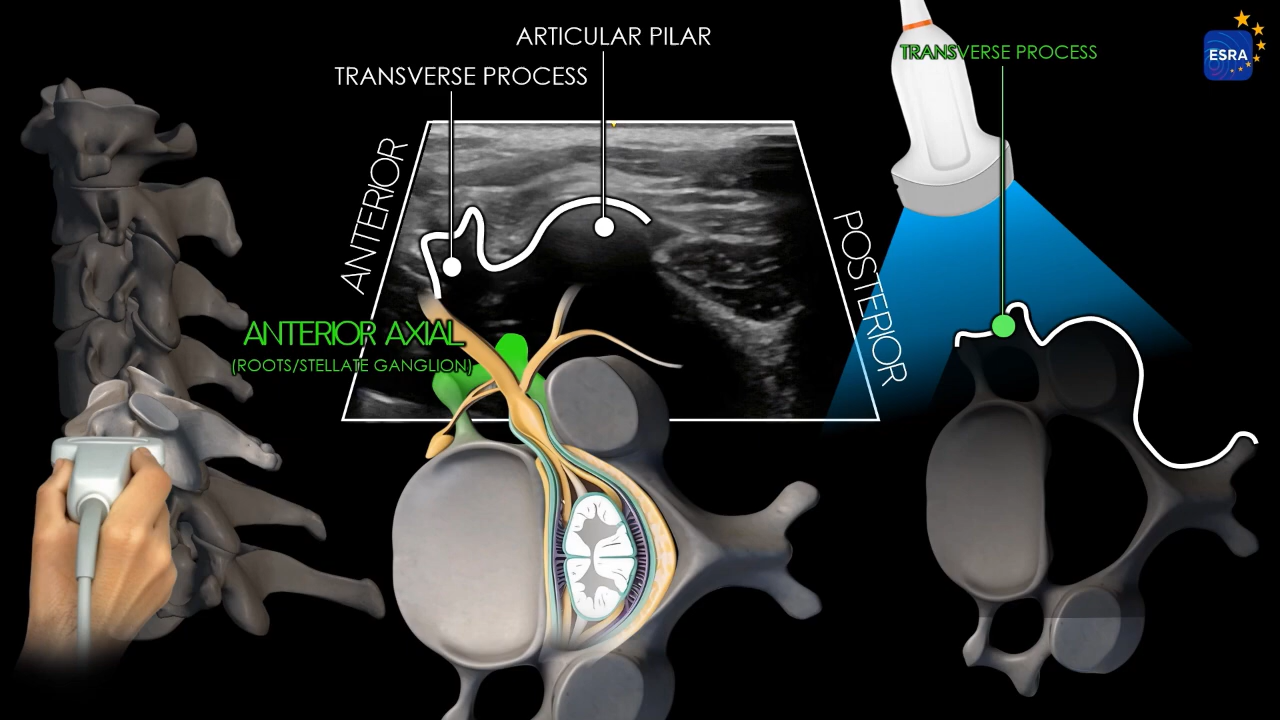 ARTICULAR PILAR
TRANSVERSE PROCESS
TRANSVERSE PROCESS
ESRA
ANTERIOR
POSTERIOR
ANTERIOR AXIAL
(ROOTS/STELLATE GANGLION)